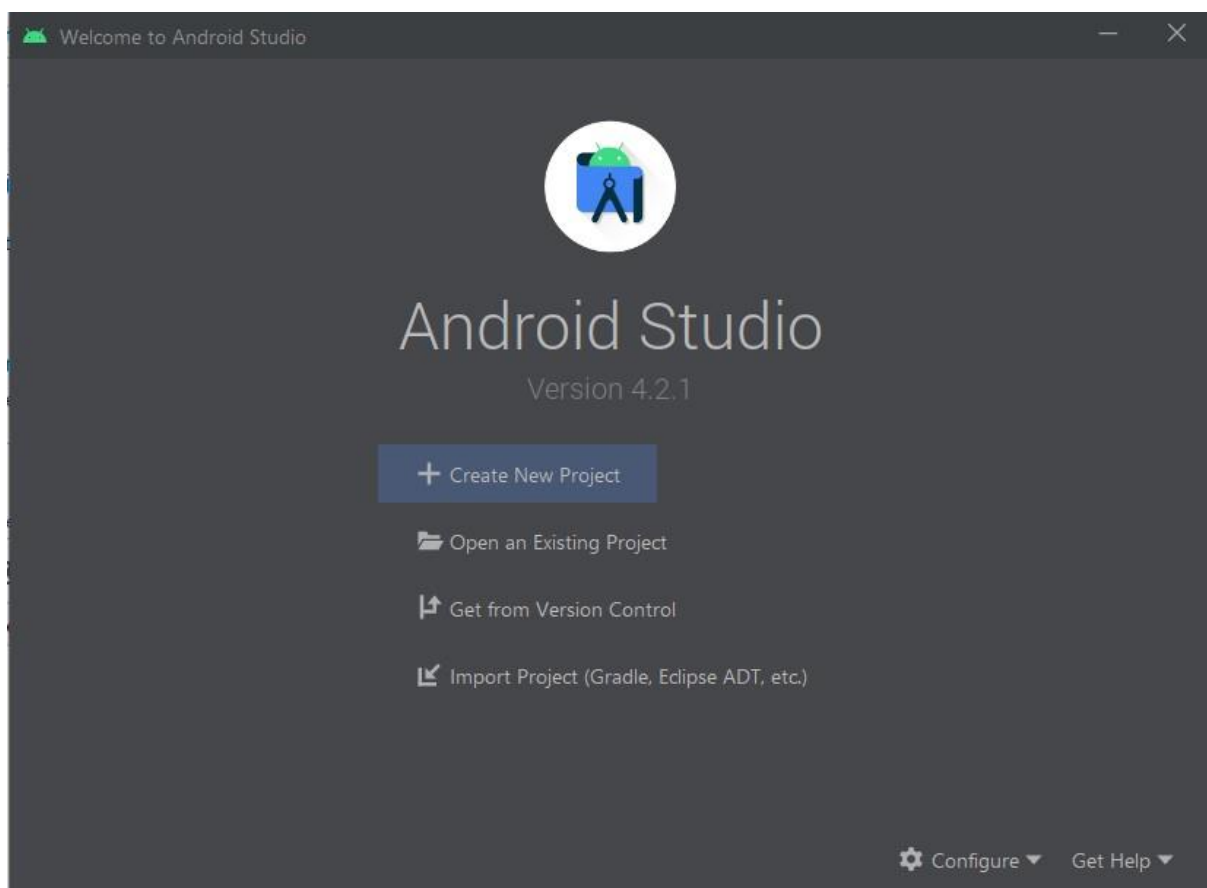 Welcome to Android Studio
Android Studio
Version 4.2.1
Create New Project
Open an Existing Project
Get from Version Control
Import Project (Gradle, Eclipse ADT, etc.)
Configure Get Help